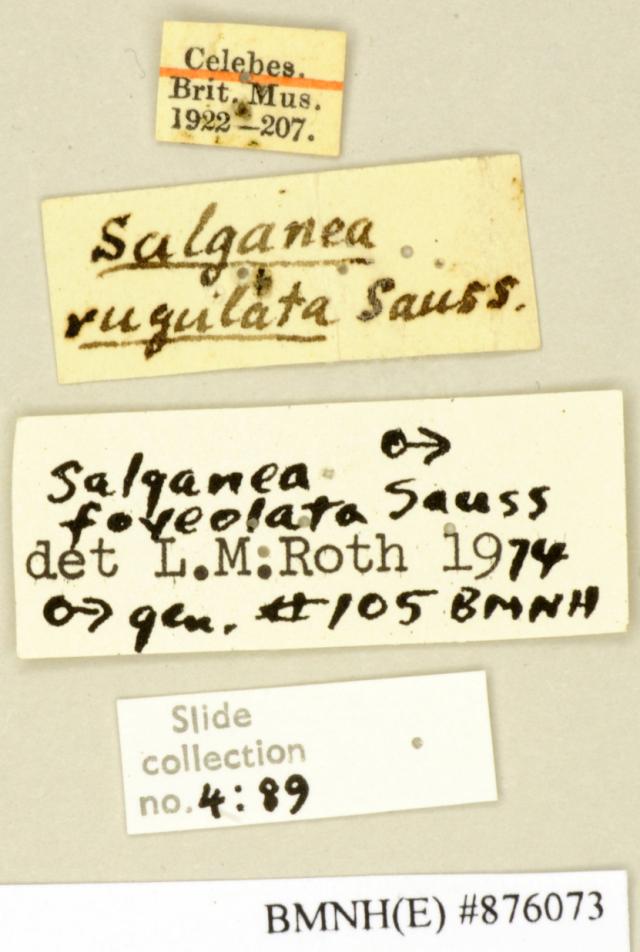 Celebes.
Brit. Mus.
1922—207.
Salganea
rugulata Sauss.
Salganea ♂
foveolata Sauss
det L.M.Roth 1974
♂ gen. #105 BMNH
Slide
collection
no. 4:89
BMNH(E) #876073